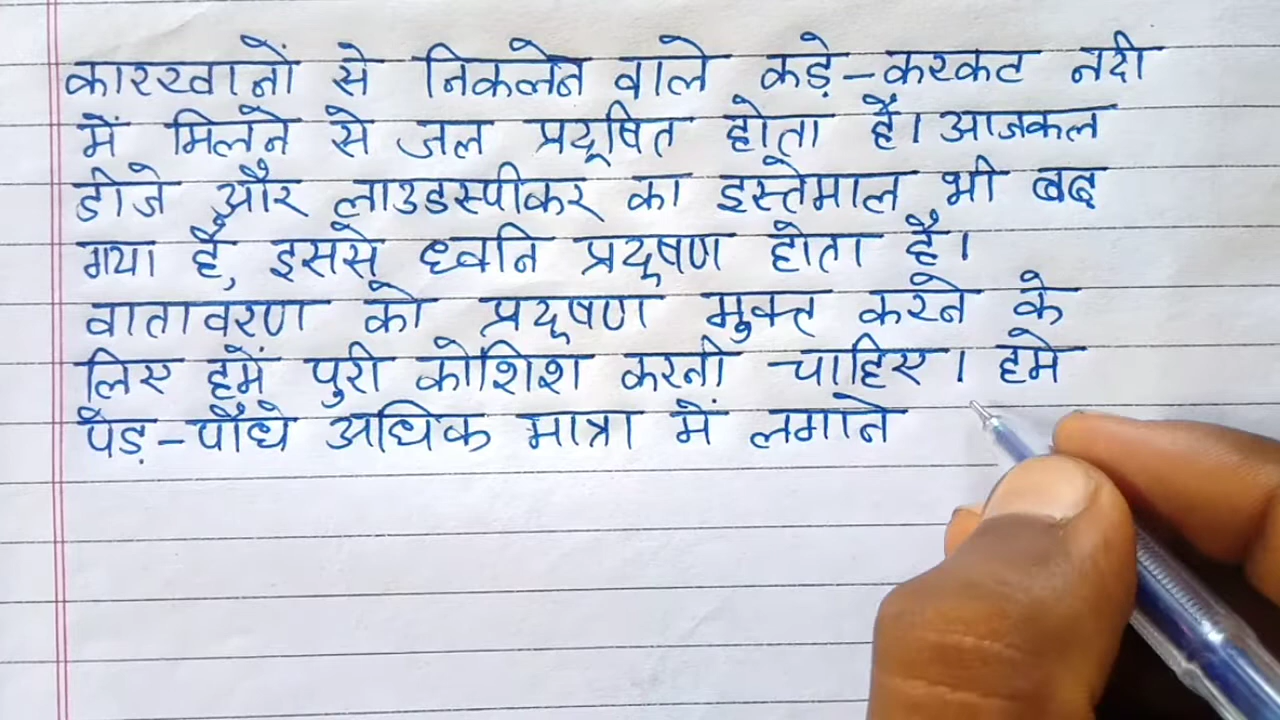 कारखानों से निकलेन वाले कड़े-करकट नदी
में मिलने से जल प्रदूषित होता है। आजकल
डीजे और लाउडस्पीकर का इस्तेमाल भी बढ़
गया है, इससे ध्वनि प्रदूषण होता है।
वातावरण को प्रदूषण मुक्त करने के
लिए हमें पुरी कोशिश करनी चाहिए। हमे
पेड़-पौधे अधिक मात्रा में लगाने